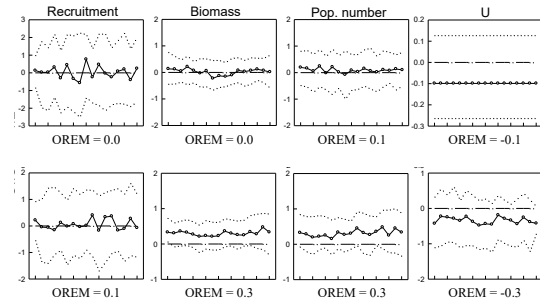 Recruitment Biomass Pop. number U
3 2 2 0.2
2
1 1 1 0.1
0 0 0 0.0
-1 -1 -1 -0.1
-2 -0.2
-3 -2 -2 -0.3
OREM = 0.0 OREM = 0.0 OREM = 0.1 OREM = -0.1
2 2 2
1 1 1 1
0 0 0 0
-1 -1
-2 -1 -1 -2
OREM = 0.1 OREM = 0.3 OREM = 0.3 OREM = -0.3